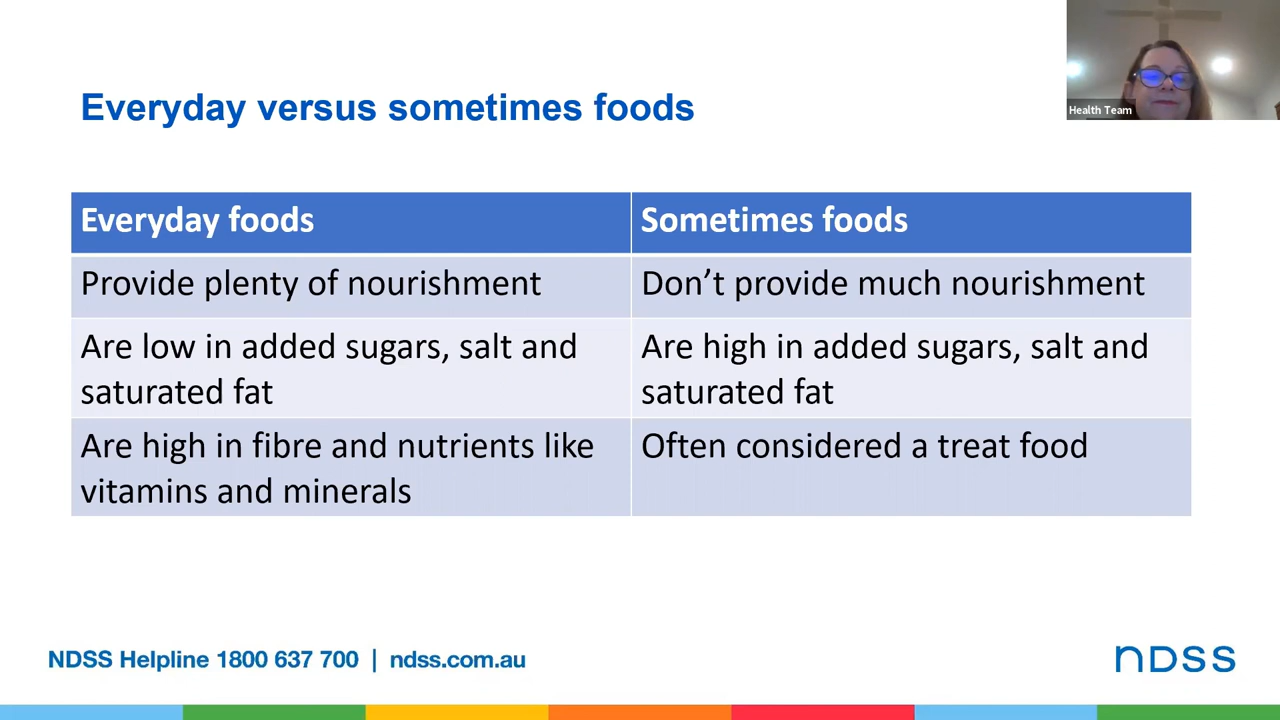 Health Team
Everyday versus sometimes foods
Everyday foods
Sometimes foods
Provide plenty of nourishment
Don’t provide much nourishment
Are low in added sugars, salt and
saturated fat
Are high in added sugars, salt and
saturated fat
Are high in fibre and nutrients like
vitamins and minerals
Often considered a treat food
NDSS Helpline 1800 637 700 | ndss.com.au
ndss